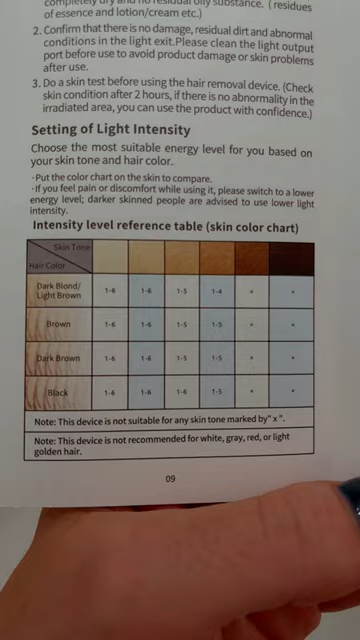 completely dry and no residual oily substance. ( residues
of essence and lotion/cream etc.)
2. Confirm that there is no damage, residual dirt and abnormal
conditions in the light exit.Please clean the light output
port before use to avoid product damage or skin problems
after use.
3. Do a skin test before using the hair removal device. (Check
skin condition after 2 hours, if there is no abnormality in the
irradiated area, you can use the product with confidence.)
Setting of Light Intensity
Choose the most suitable energy level for you based on
your skin tone and hair color.
·Put the color chart on the skin to compare.
·If you feel pain or discomfort while using it, please switch to a lower
energy level; darker skinned people are advised to use lower light
intensity.
Intensity level reference table (skin color chart)
Skin Tone
Hair Color
Dark Blond/
Light Brown 1-6 1-6 1-5 1-4 x x
Brown 1-6 1-6 1-5 1-5 x x
Dark Brown 1-6 1-6 1-5 1-5 x x
Black 1-6 1-6 1-6 1-5 x x
Note: This device is not suitable for any skin tone marked by" x ".
Note: This device is not recommended for white, gray, red, or light
golden hair.
09